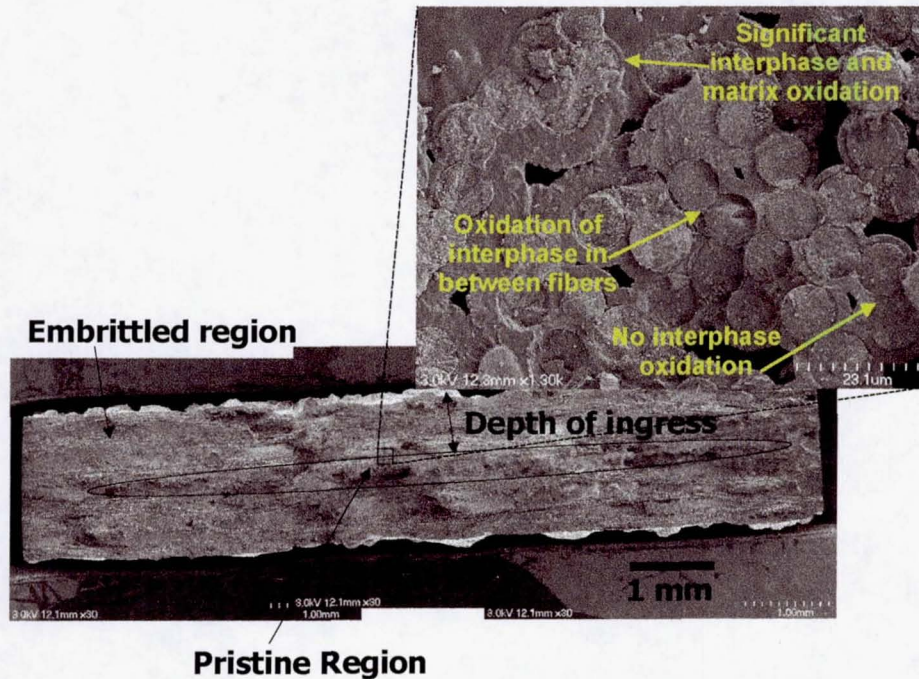 Significant
interphase and
matrix oxidation
Oxidation of
interphase in
between fibers
No interphase
oxidation
3.0kV 12.3mm x1.30k
23.1um
Embrittled region
Depth of ingress
1 mm
3.0kV 12.1mm x30
3.0kV 12.1mm x30
1.00mm
3.0kV 12.1mm x30
1.00mm
Pristine Region